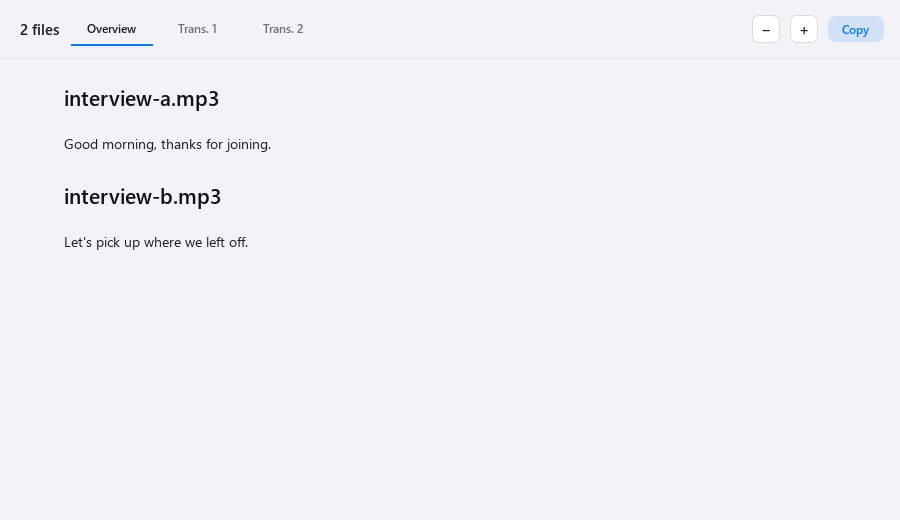 2 files Overview Trans. 1 Trans. 2 − + Copy
interview-a.mp3
Good morning, thanks for joining.
interview-b.mp3
Let's pick up where we left off.